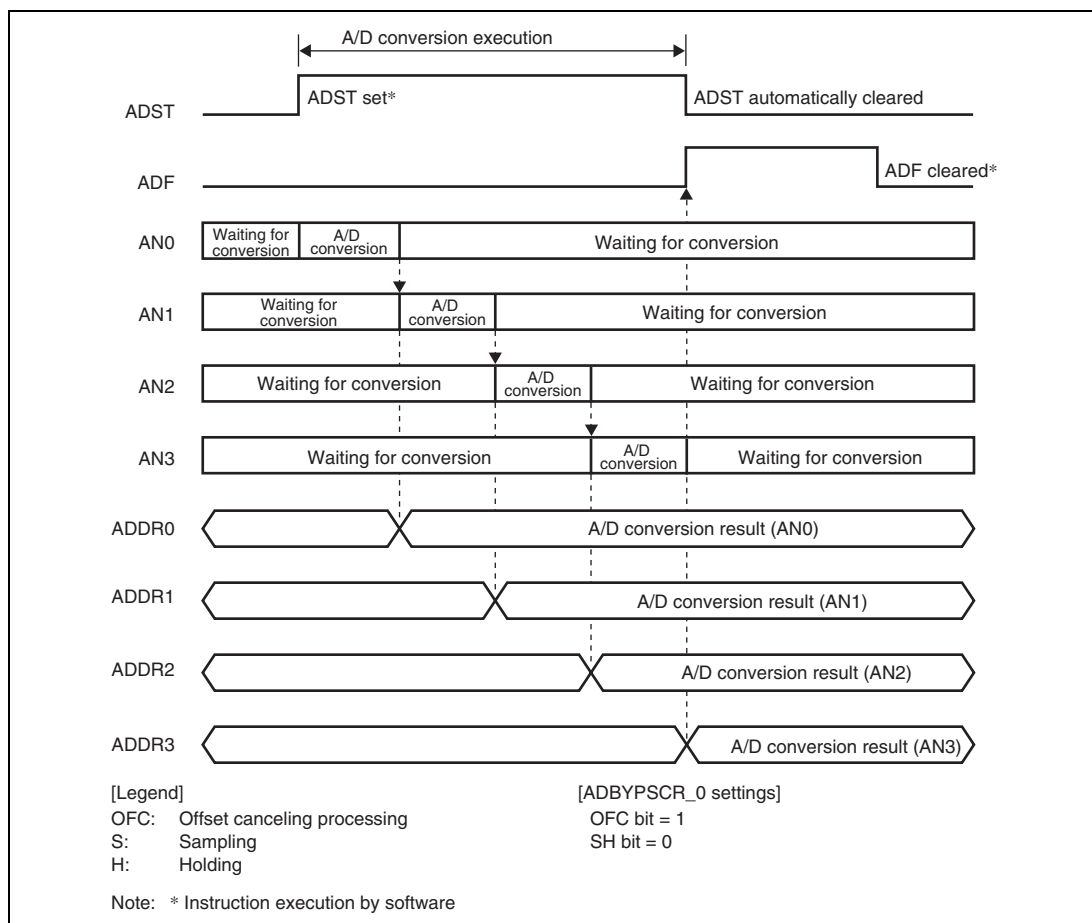 A/D conversion execution
ADST ADST set* ADST automatically cleared
ADF ADF cleared*
AN0 Waiting for conversion A/D conversion Waiting for conversion
AN1 Waiting for conversion A/D conversion Waiting for conversion
AN2 Waiting for conversion A/D conversion Waiting for conversion
AN3 Waiting for conversion A/D conversion Waiting for conversion
ADDR0 A/D conversion result (AN0)
ADDR1 A/D conversion result (AN1)
ADDR2 A/D conversion result (AN2)
ADDR3 A/D conversion result (AN3)
[Legend]
OFC: Offset canceling processing
S: Sampling
H: Holding
[ADBYPSCR_0 settings]
OFC bit = 1
SH bit = 0
Note: * Instruction execution by software